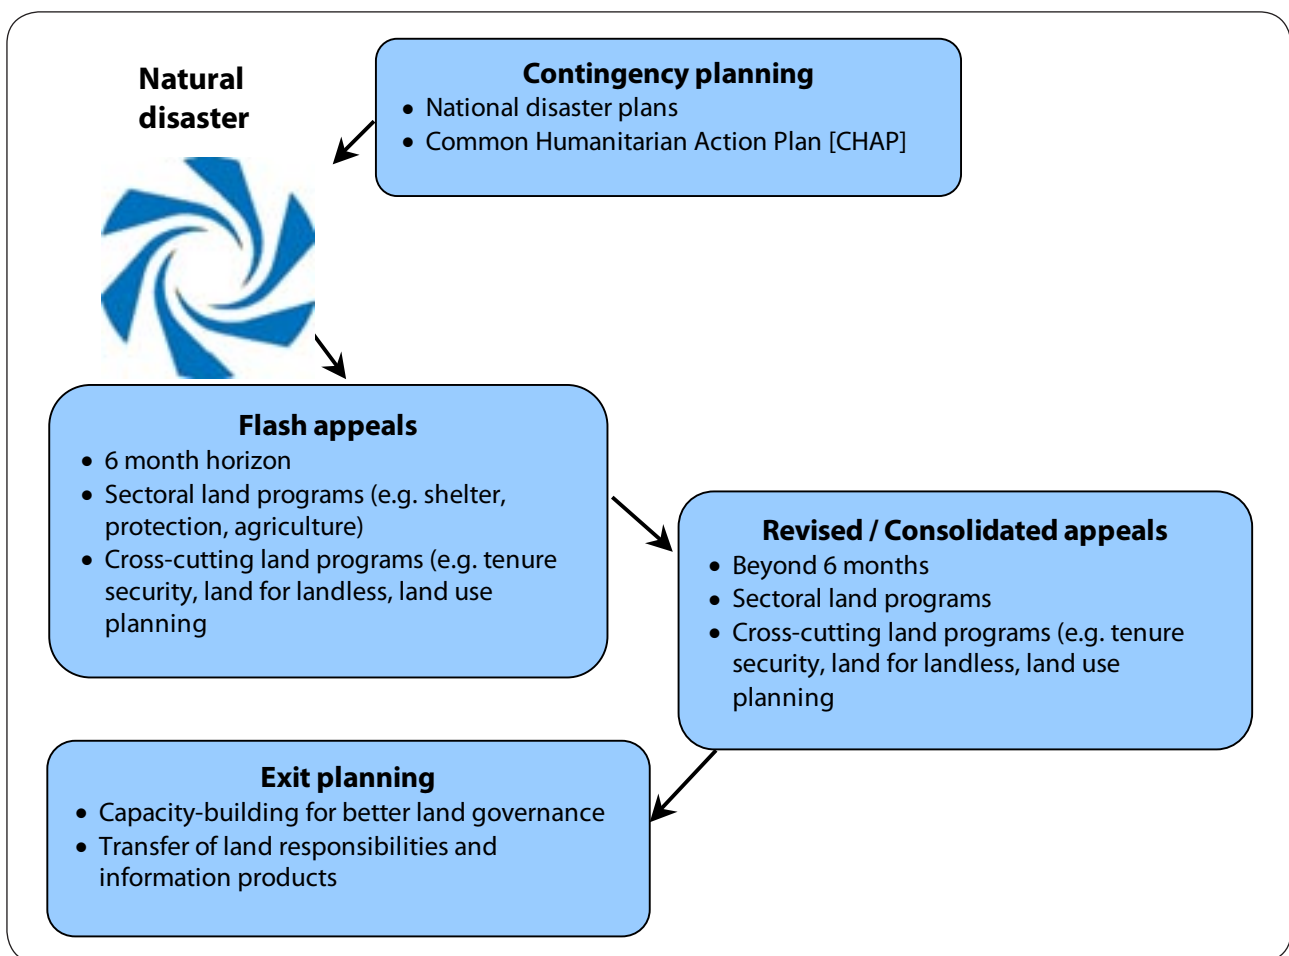 Natural
disaster
Contingency planning
• National disaster plans
• Common Humanitarian Action Plan [CHAP]
Flash appeals
• 6 month horizon
• Sectoral land programs (e.g. shelter,
protection, agriculture)
• Cross-cutting land programs (e.g. tenure
security, land for landless, land use
planning
Revised / Consolidated appeals
• Beyond 6 months
• Sectoral land programs
• Cross-cutting land programs (e.g. tenure
security, land for landless, land use
planning
Exit planning
• Capacity-building for better land governance
• Transfer of land responsibilities and
information products